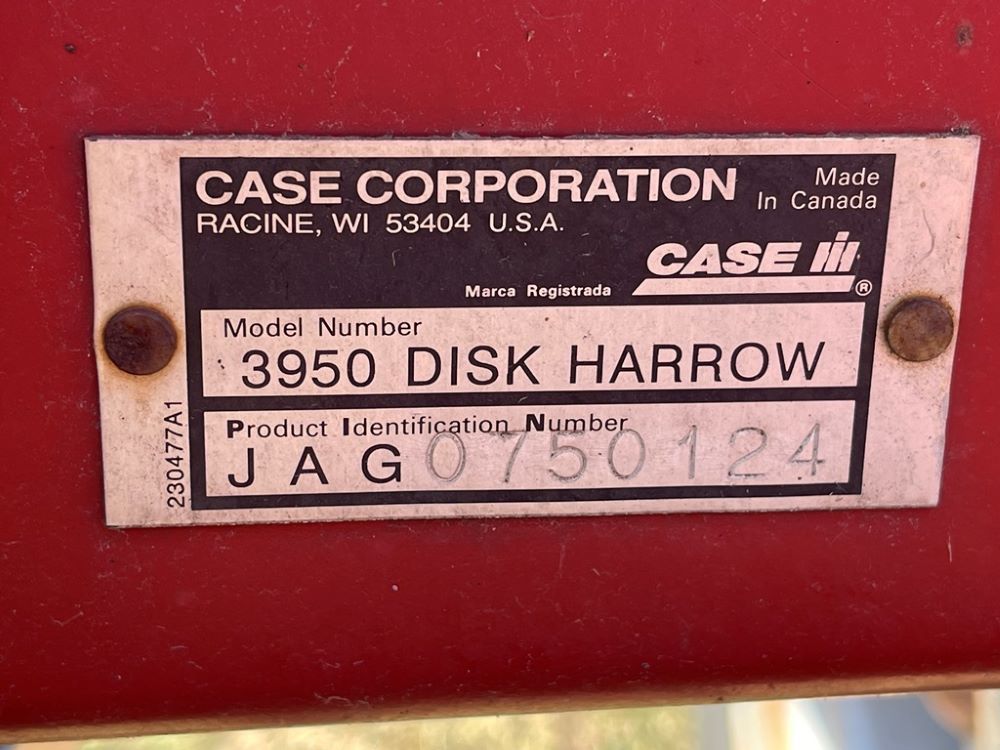 CASE CORPORATION
Made
In Canada
RACINE, WI 53404 U.S.A.
CASE IH
Marca Registrada
®
Model Number
3950 DISK HARROW
Product Identification Number
JAG0750124
230477A1